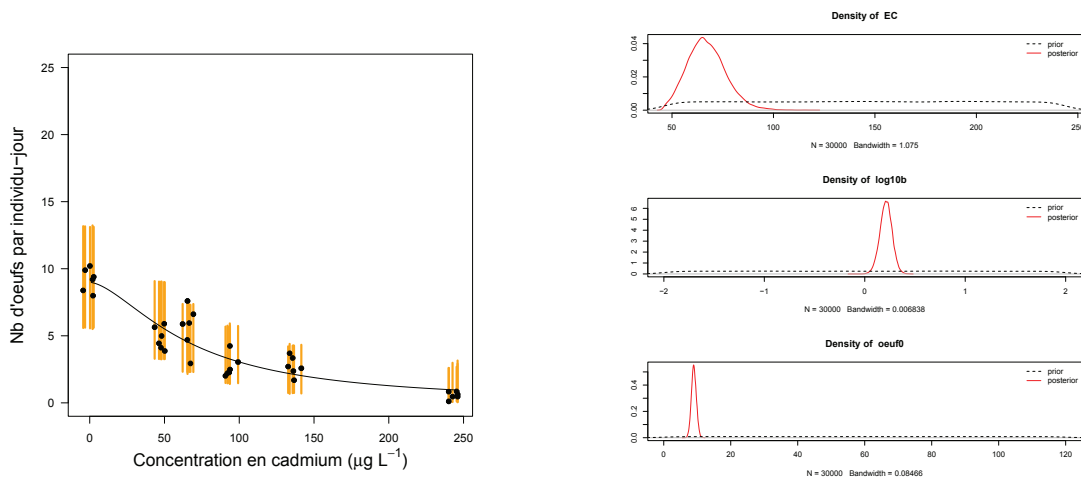 Nb d'oeufs par individu−jour
25
20
15
10
5
0
0 50 100 150 200 250
Concentration en cadmium (μg L⁻¹)
Density of EC
0.04
0.02
0.00
prior
posterior
50 100 150 200 250
N = 30000 Bandwidth = 1.075
Density of log10b
6
5
4
3
2
1
0
prior
posterior
−2 −1 0 1 2
N = 30000 Bandwidth = 0.006838
Density of oeuf0
0.4
0.2
0.0
prior
posterior
0 20 40 60 80 100 120
N = 30000 Bandwidth = 0.08466